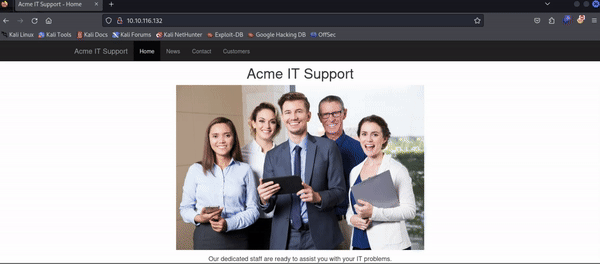 Acme IT Support - Home
10.10.116.132
Kali Linux Kali Tools Kali Docs Kali Forums Kali NetHunter Exploit-DB Google Hacking DB OffSec
Acme IT Support Home News Contact Customers
Acme IT Support
Our dedicated staff are ready to assist you with your IT problems.